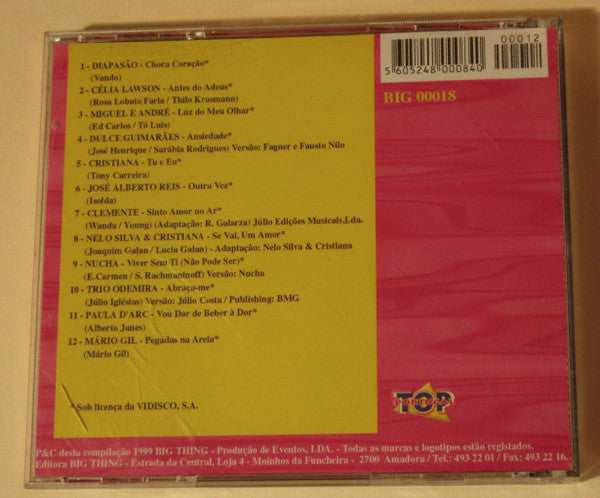 00012
5 605248 000840
BIG 00018
1 - DIAPASÃO - Chora Coração*
(Vando)
2 - CÉLIA LAWSON - Antes do Adeus*
(Rosa Lobato Faria / Thilo Krasmann)
3 - MIGUEL E ANDRÉ - Luz do Meu Olhar*
(Ed Carlos / Tó Luis)
4 - DULCE GUIMARÃES - Ansiedade*
(José Henrique / Sarábia Rodrigues) Versão: Fagner e Fausto Nilo
5 - CRISTIANA - Tu e Eu*
(Tony Carreira)
6 - JOSÉ ALBERTO REIS - Outra Vez*
(Isolda)
7 - CLEMENTE - Sinto Amor no Ar*
(Wanda / Young) (Adaptação: R. Galarza) Júlio Edições Musicais,Lda.
8 - NELO SILVA & CRISTIANA - Se Vai, Um Amor*
(Joaquim Galan / Lucia Galan) - Adaptação: Nelo Silva & Cristiana
9 - NUCHA - Viver Sem Ti (Não Pode Ser)*
(E.Carmen / S. Rachmaninoff) Versão: Nucha
10 - TRIO ODEMIRA - Abraça-me*
(Júlio Iglésias) Versão: Júlio Costa / Publishing: BMG
11 - PAULA D'ARC - Vou Dar de Beber à Dor*
(Alberto Janes)
12 - MÁRIO GIL - Pegadas na Areia*
(Mário Gil)
* Sob licença da VIDISCO, S.A.
TOP
PORTUGAL
P&C desta compilação 1999 BIG THING - Produção de Eventos, LDA. - Todas as marcas e logotipos estão registados.
Editora BIG THING - Estrada da Central, Loja 4 - Moinhos da Funcheira - 2700 Amadora / Tel.: 493 22 01 / Fax: 493 22 16.